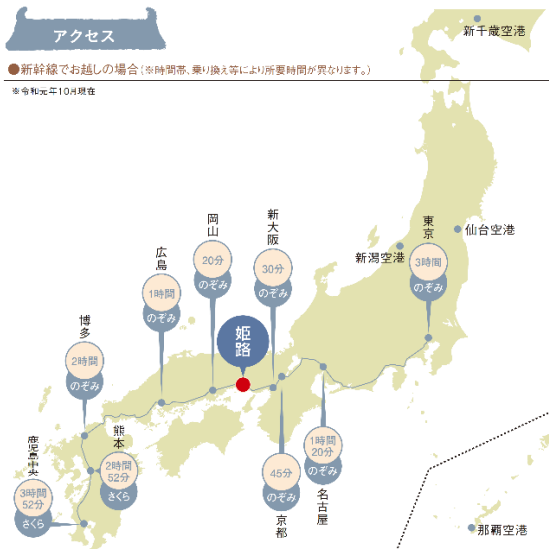 アクセス
●新幹線でお越しの場合(※時間帯、乗り換え等により所要時間が異なります。)
※令和元年10月現在
新千歳空港
仙台空港
新潟空港
東京
3時間
のぞみ
新大阪
30分
のぞみ
岡山
20分
のぞみ
広島
1時間
のぞみ
姫路
博多
2時間
のぞみ
熊本
2時間
52分
さくら
鹿児島中央
3時間
52分
さくら
45分
のぞみ
京都
1時間
20分
のぞみ
名古屋
那覇空港